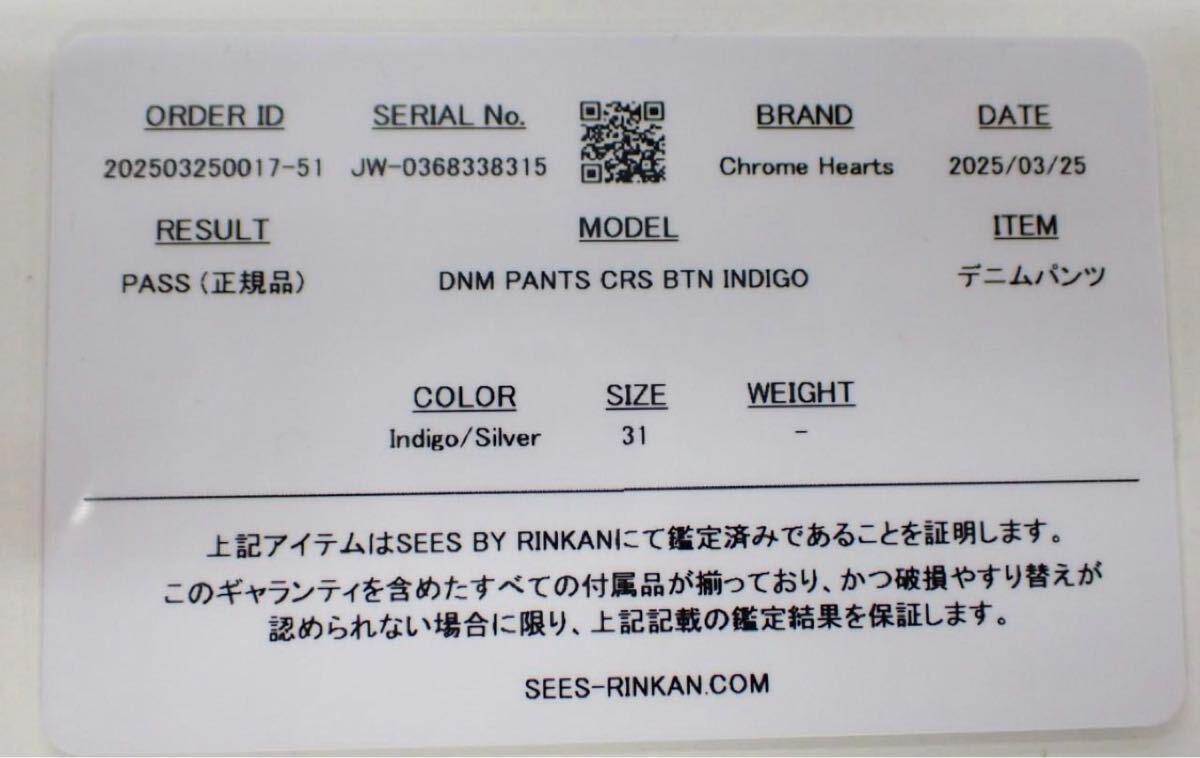 ORDER ID SERIAL No. BRAND DATE
202503250017-51 JW-0368338315 Chrome Hearts 2025/03/25
RESULT MODEL ITEM
PASS (正規品) DNM PANTS CRS BTN INDIGO デニムパンツ
COLOR SIZE WEIGHT
Indigo/Silver 31 -
上記アイテムはSEES BY RINKANにて鑑定済みであることを証明します。
このギャランティを含めたすべての付属品が揃っており、かつ破損やすり替えが
認められない場合に限り、上記記載の鑑定結果を保証します。
SEES-RINKAN.COM